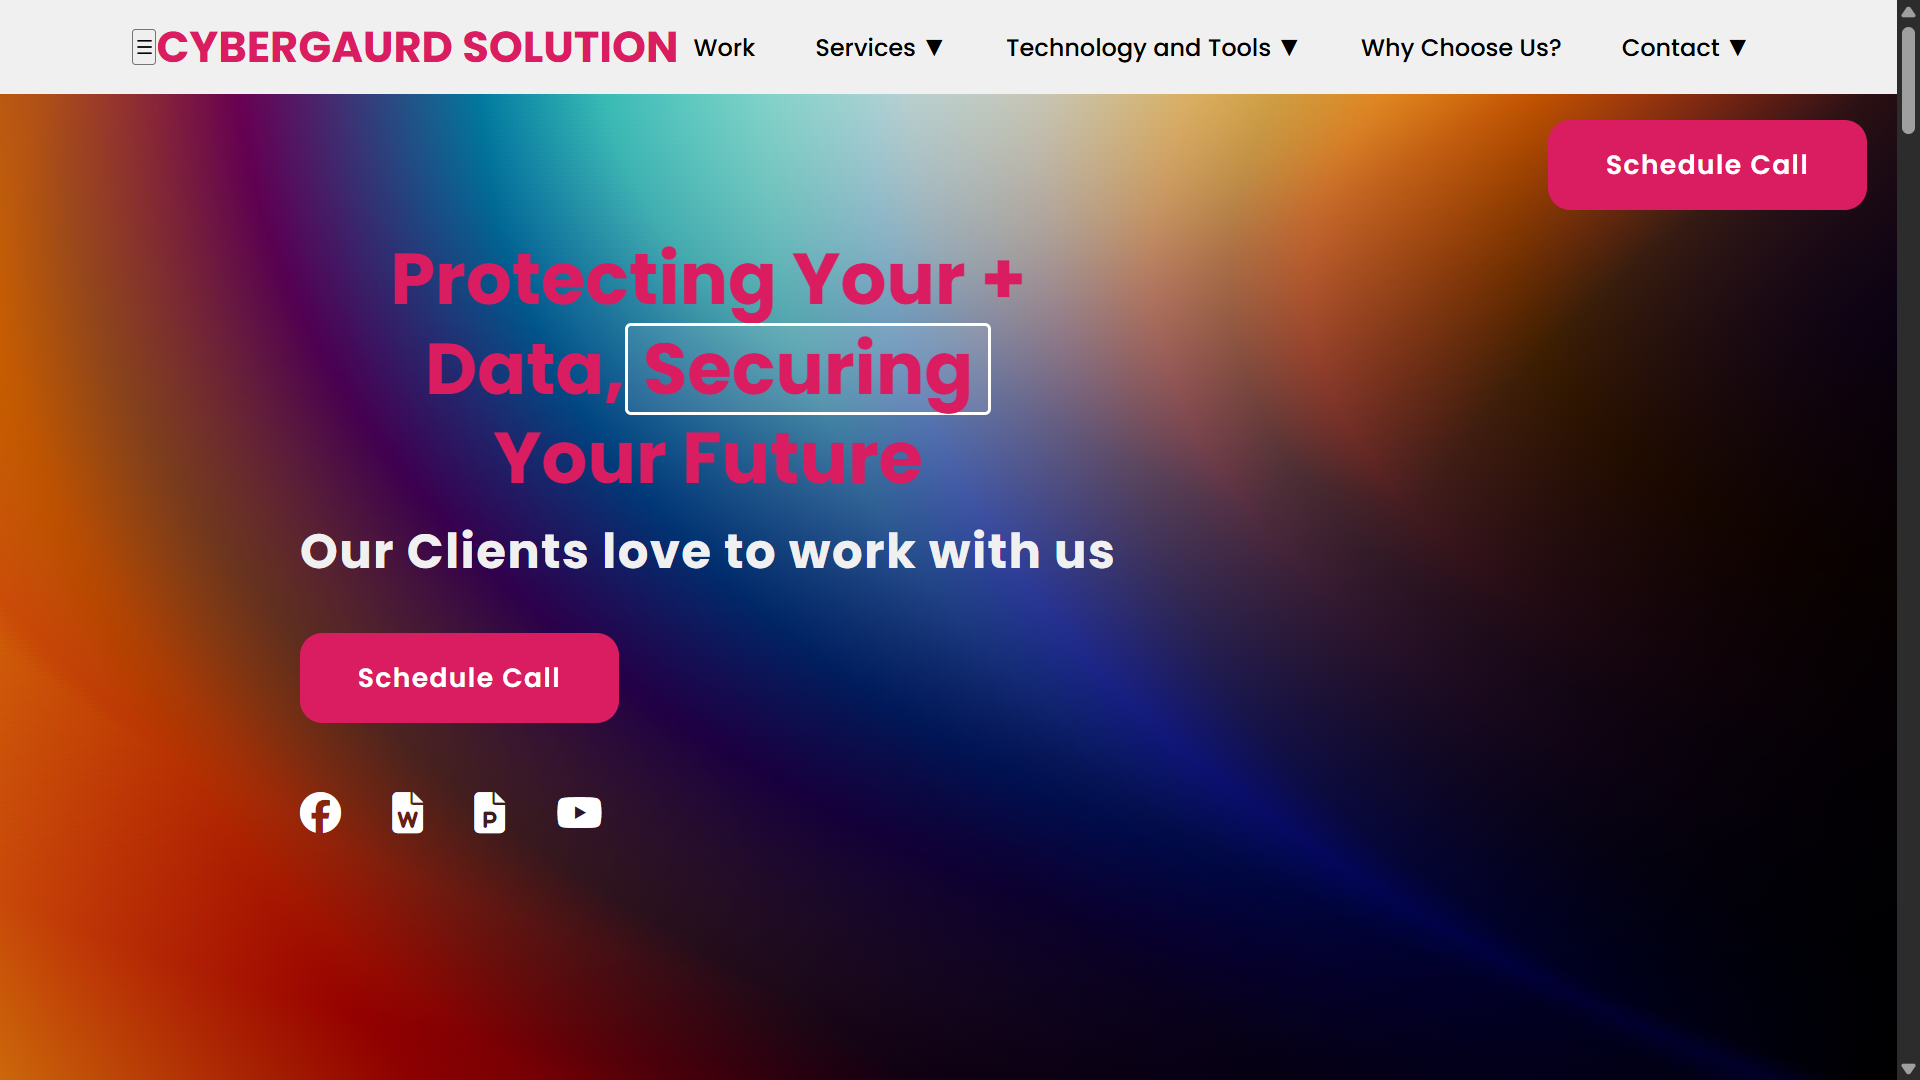 ☰CYBERGAURD SOLUTION Work Services ▼ Technology and Tools ▼ Why Choose Us? Contact ▼
Schedule Call
Protecting Your +
Data, Securing
Your Future
Our Clients love to work with us
Schedule Call
W P